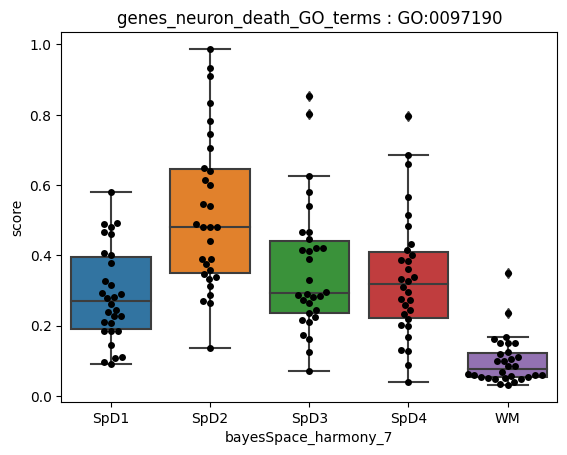 genes_neuron_death_GO_terms : GO:0097190
score
1.0
0.8
0.6
0.4
0.2
0.0
SpD1 SpD2 SpD3 SpD4 WM
bayesSpace_harmony_7